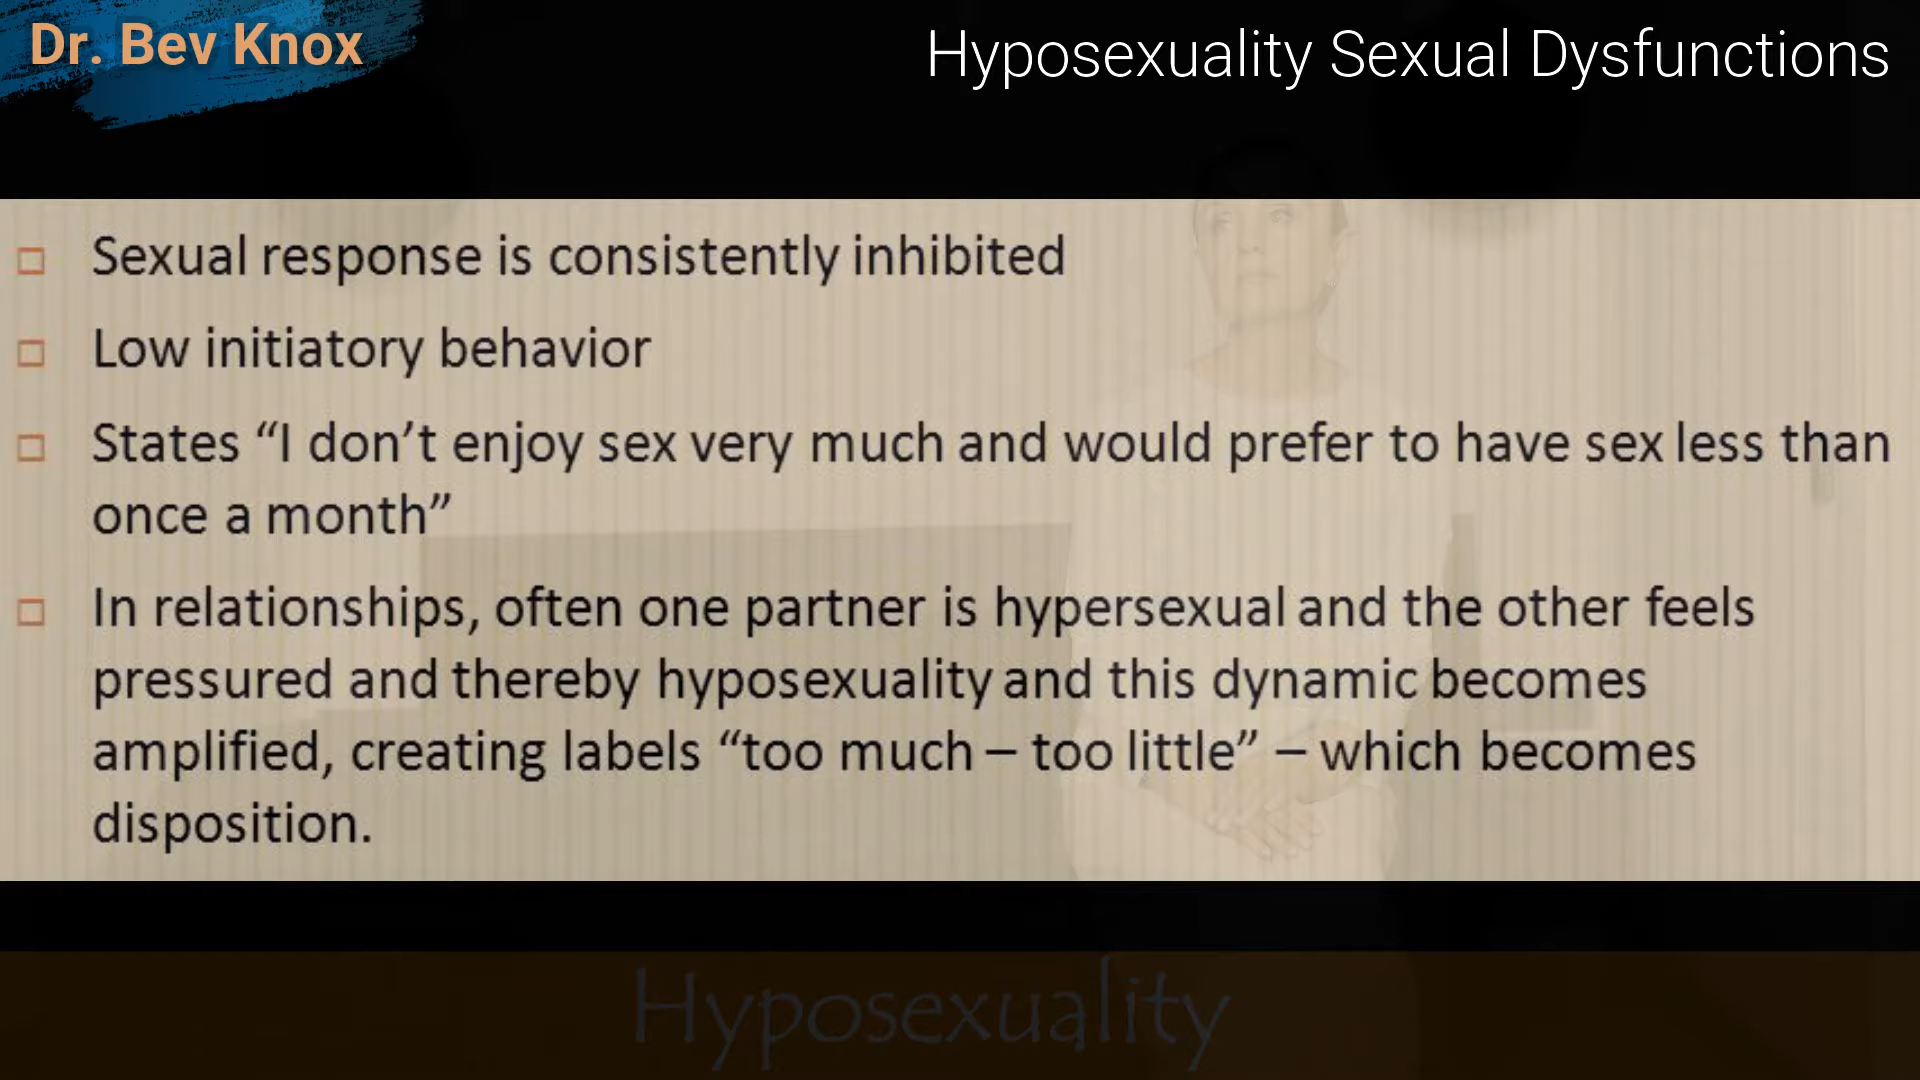 Dr. Bev Knox
Hyposexuality Sexual Dysfunctions
Sexual response is consistently inhibited
Low initiatory behavior
States “I don’t enjoy sex very much and would prefer to have sex less than
once a month”
In relationships, often one partner is hypersexual and the other feels
pressured and thereby hyposexuality and this dynamic becomes
amplified, creating labels “too much – too little” – which becomes
disposition.
Hyposexuality